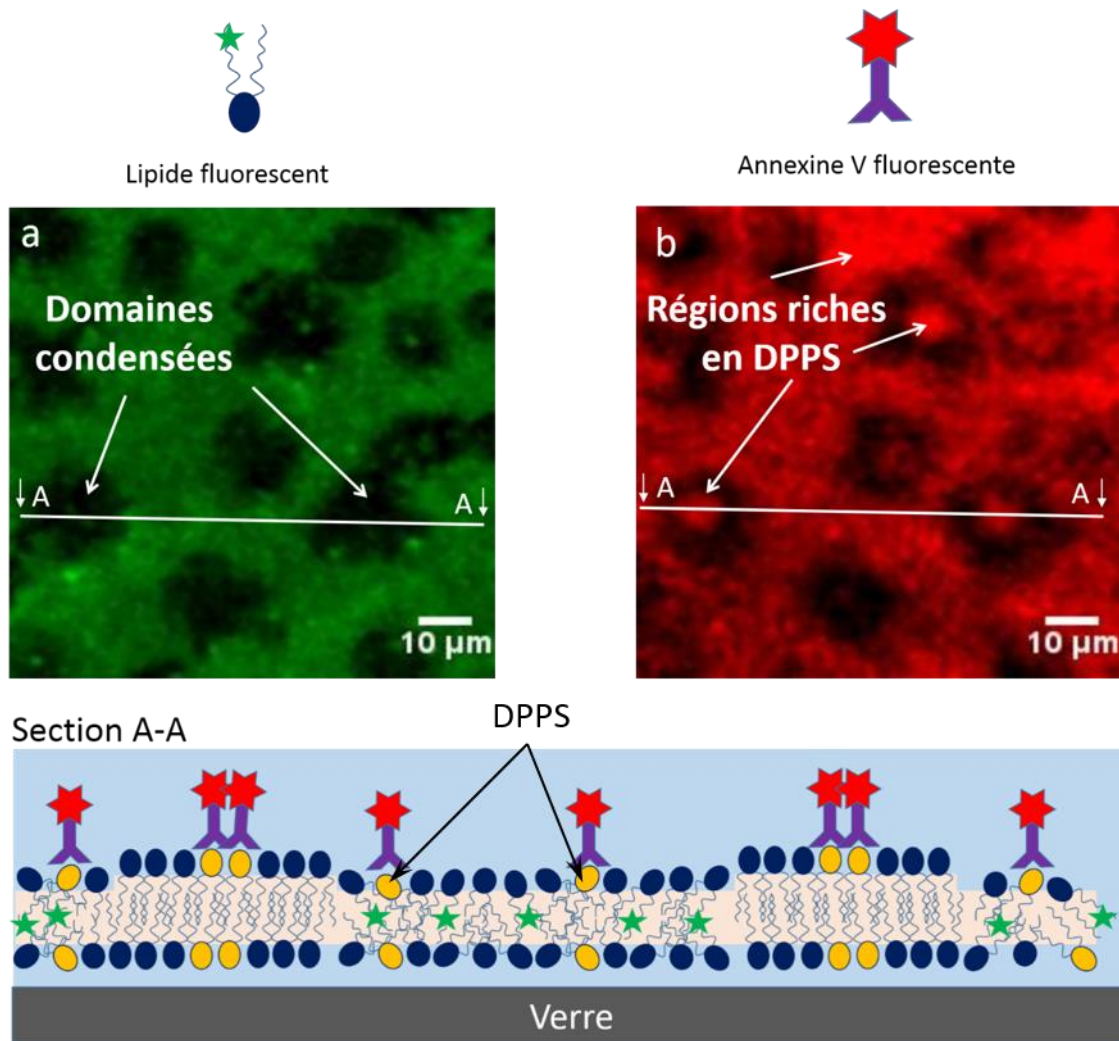 Lipide fluorescent
Annexine V fluorescente
a
Domaines
condensées
A
A
10 µm
b
Régions riches
en DPPS
A
A
10 µm
DPPS
Section A-A
Verre